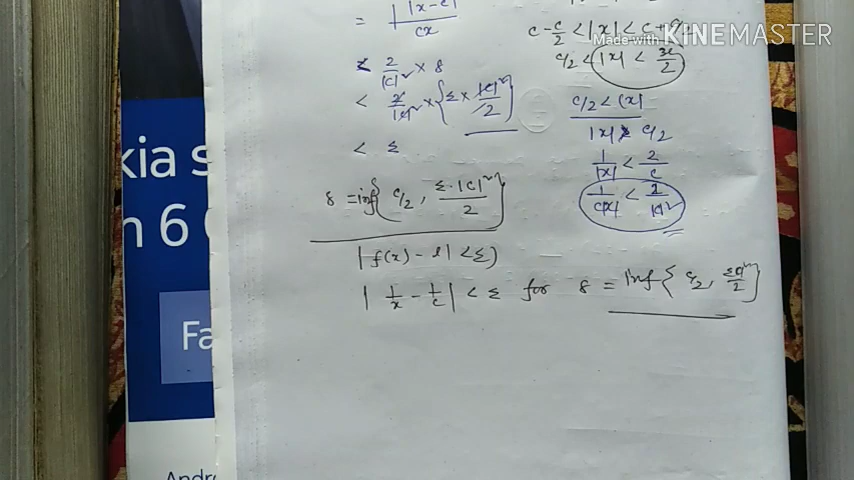 = | |x-c| / cx
c - c/2 < |x| < c +
Made with KINEMASTER
c/2 < |x| < 3c/2
< 2/|c|² × δ
< 2/|c|² × { ε × |c|²/2 }
c/2 < |x|
|x| > c/2
< ε
1/|x| < 2/c
1/c|x| < 2/|c|²
δ = inf { c/2 , ε·|c|²/2 }
|f(x) - l| < ε)
| 1/x - 1/c | < ε for δ = inf { c/2 , εc²/2 }
kia s
n 6
Fa
Andr